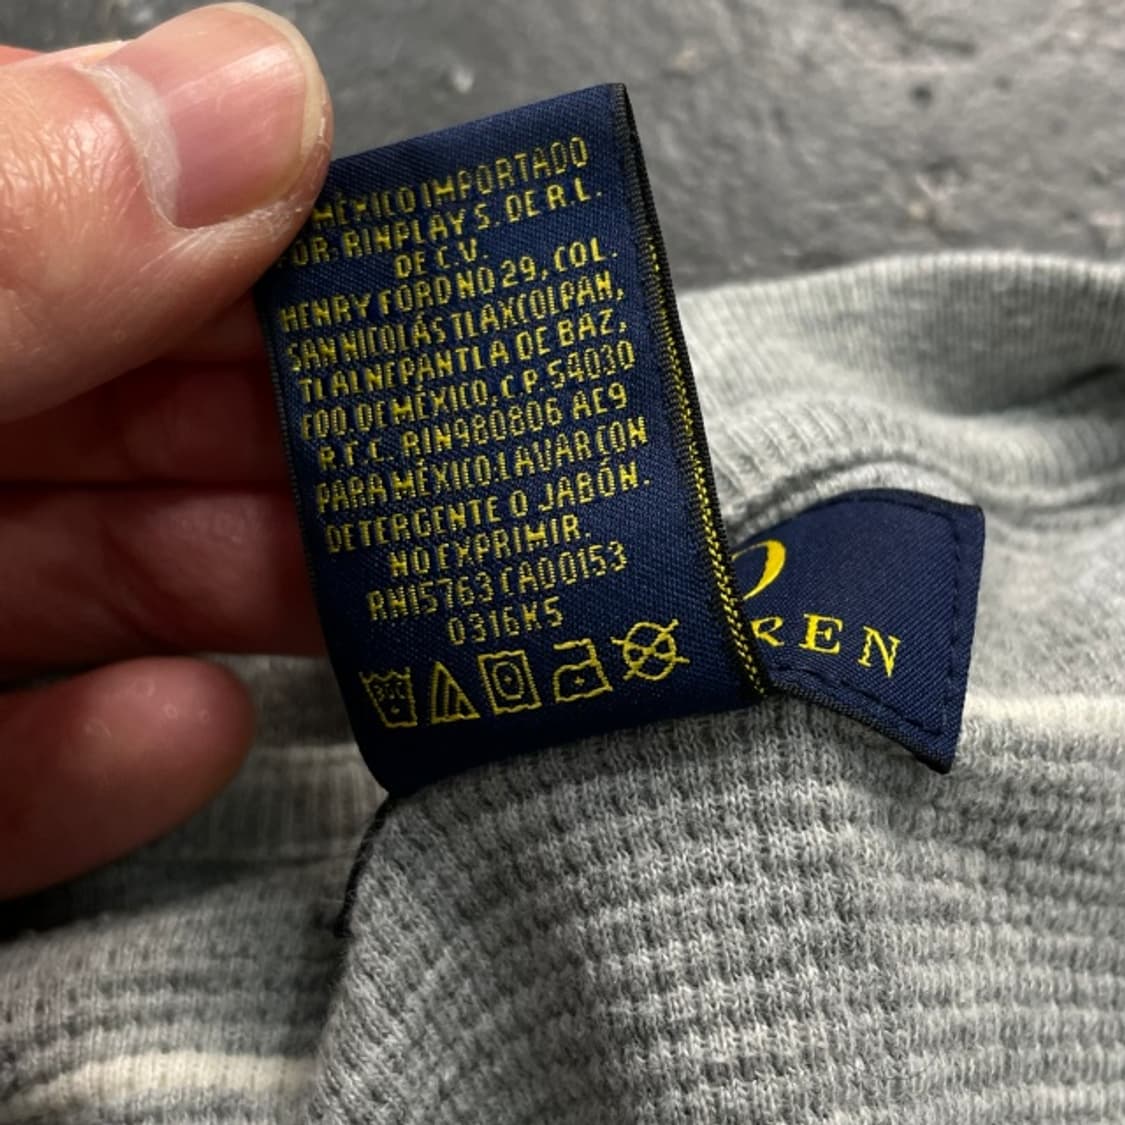 MÉXICO IMPORTADO
POR: RINPLAY S. DE R.L.
DE C.V.
HENRY FORD NO 29, COL.
SAN NICOLÁS TLAXCOLPAN,
TLALNEPANTLA DE BAZ,
EDO. DE MÉXICO, C.P. 54030
R.F.C. RIN980806 AE9
PARA MÉXICO:LAVAR CON
DETERGENTE O JABÓN.
NO EXPRIMIR.
RN15763 CA00153
0316K5
O
REN